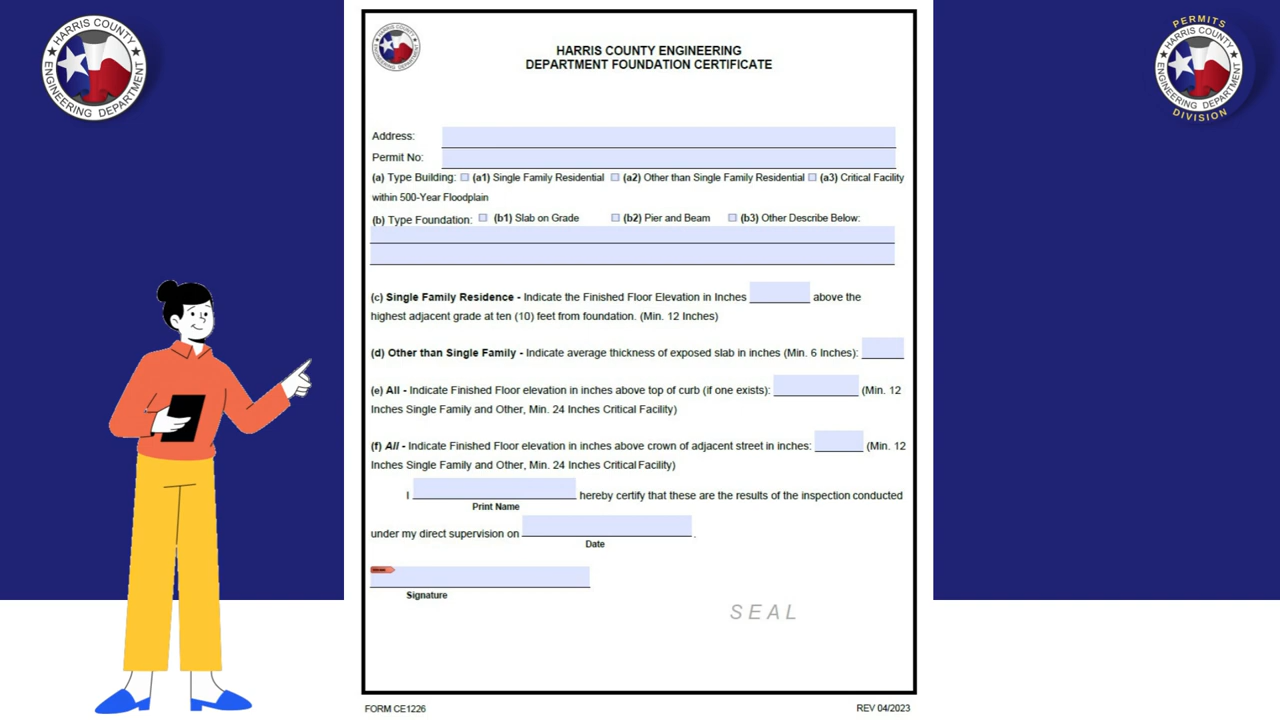 HARRIS COUNTY
ENGINEERING DEPARTMENT
HARRIS COUNTY
ENGINEERING DEPARTMENT
HARRIS COUNTY ENGINEERING
DEPARTMENT FOUNDATION CERTIFICATE
PERMITS
HARRIS COUNTY
ENGINEERING DEPARTMENT
DIVISION
Address:
Permit No:
(a) Type Building: (a1) Single Family Residential (a2) Other than Single Family Residential (a3) Critical Facility
within 500-Year Floodplain
(b) Type Foundation: (b1) Slab on Grade (b2) Pier and Beam (b3) Other Describe Below:
(c) Single Family Residence - Indicate the Finished Floor Elevation in Inches above the
highest adjacent grade at ten (10) feet from foundation. (Min. 12 Inches)
(d) Other than Single Family - Indicate average thickness of exposed slab in inches (Min. 6 Inches):
(e) All - Indicate Finished Floor elevation in inches above top of curb (if one exists): (Min. 12
Inches Single Family and Other, Min. 24 Inches Critical Facility)
(f) All - Indicate Finished Floor elevation in inches above crown of adjacent street in inches: (Min. 12
Inches Single Family and Other, Min. 24 Inches Critical Facility)
I hereby certify that these are the results of the inspection conducted
Print Name
under my direct supervision on .
Date
Signature
SEAL
FORM CE1226
REV 04/2023